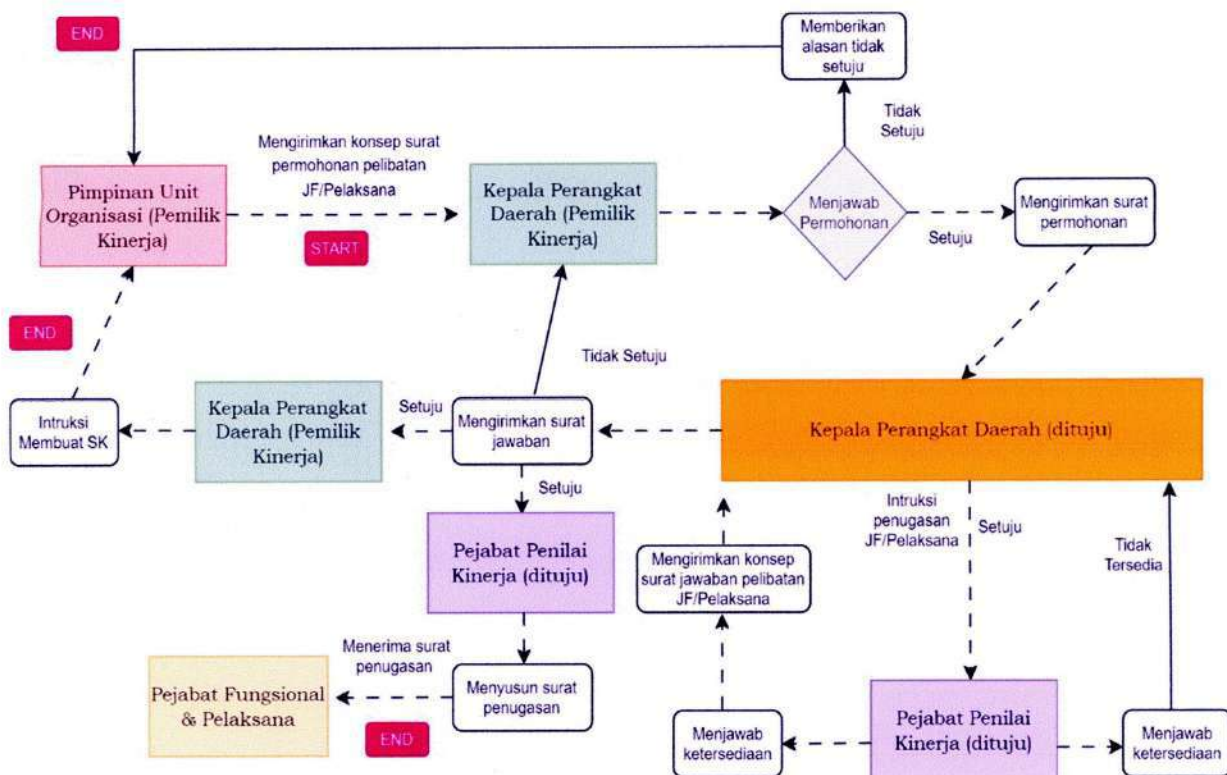 END
Memberikan
alasan tidak
setuju
Tidak
Setuju
Mengirimkan konsep surat
permohonan pelibatan
JF/Pelaksana
Pimpinan Unit
Organisasi (Pemilik
Kinerja)
START
Kepala Perangkat
Daerah (Pemilik
Kinerja)
Menjawab
Permohonan
Setuju
Mengirimkan surat
permohonan
END
Tidak Setuju
Intruksi
Membuat SK
Kepala Perangkat
Daerah (Pemilik
Kinerja)
Setuju
Mengirimkan surat
jawaban
Kepala Perangkat Daerah (dituju)
Setuju
Pejabat Penilai
Kinerja (dituju)
Mengirimkan konsep
surat jawaban pelibatan
JF/Pelaksana
Intruksi
penugasan
JF/Pelaksana
Setuju
Tidak
Tersedia
Menerima surat
penugasan
Pejabat Fungsional
& Pelaksana
END
Menyusun surat
penugasan
Menjawab
ketersediaan
Pejabat Penilai
Kinerja (dituju)
Menjawab
ketersediaan